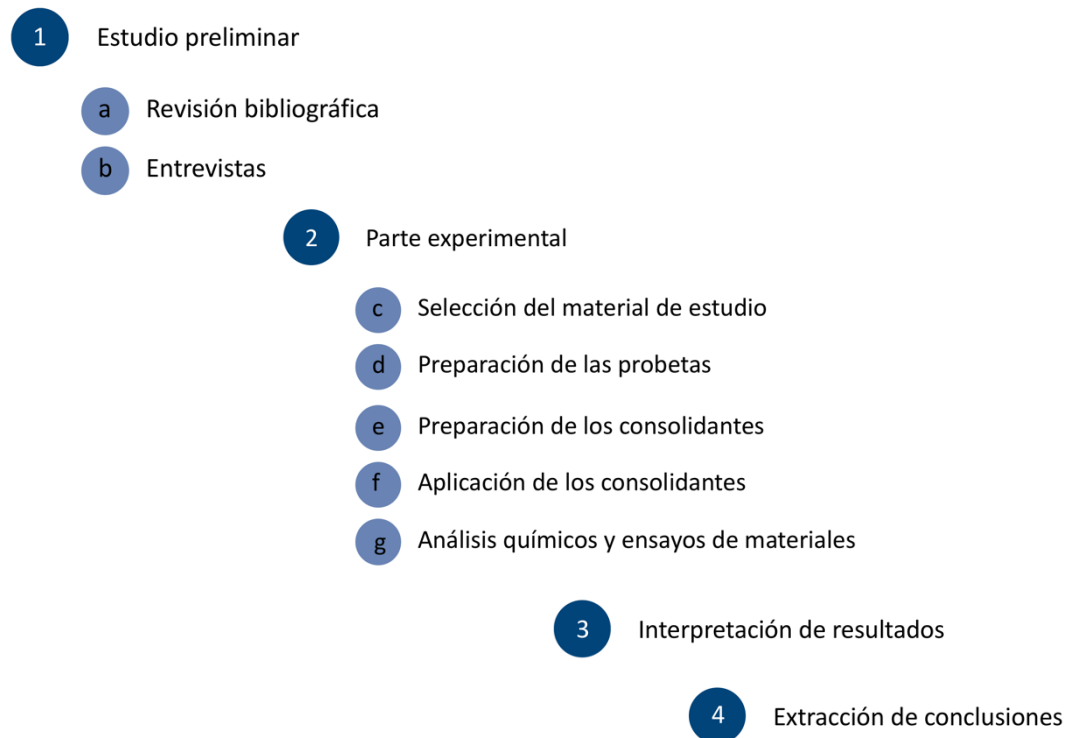 1 Estudio preliminar
a Revisión bibliográfica
b Entrevistas
2 Parte experimental
c Selección del material de estudio
d Preparación de las probetas
e Preparación de los consolidantes
f Aplicación de los consolidantes
g Análisis químicos y ensayos de materiales
3 Interpretación de resultados
4 Extracción de conclusiones